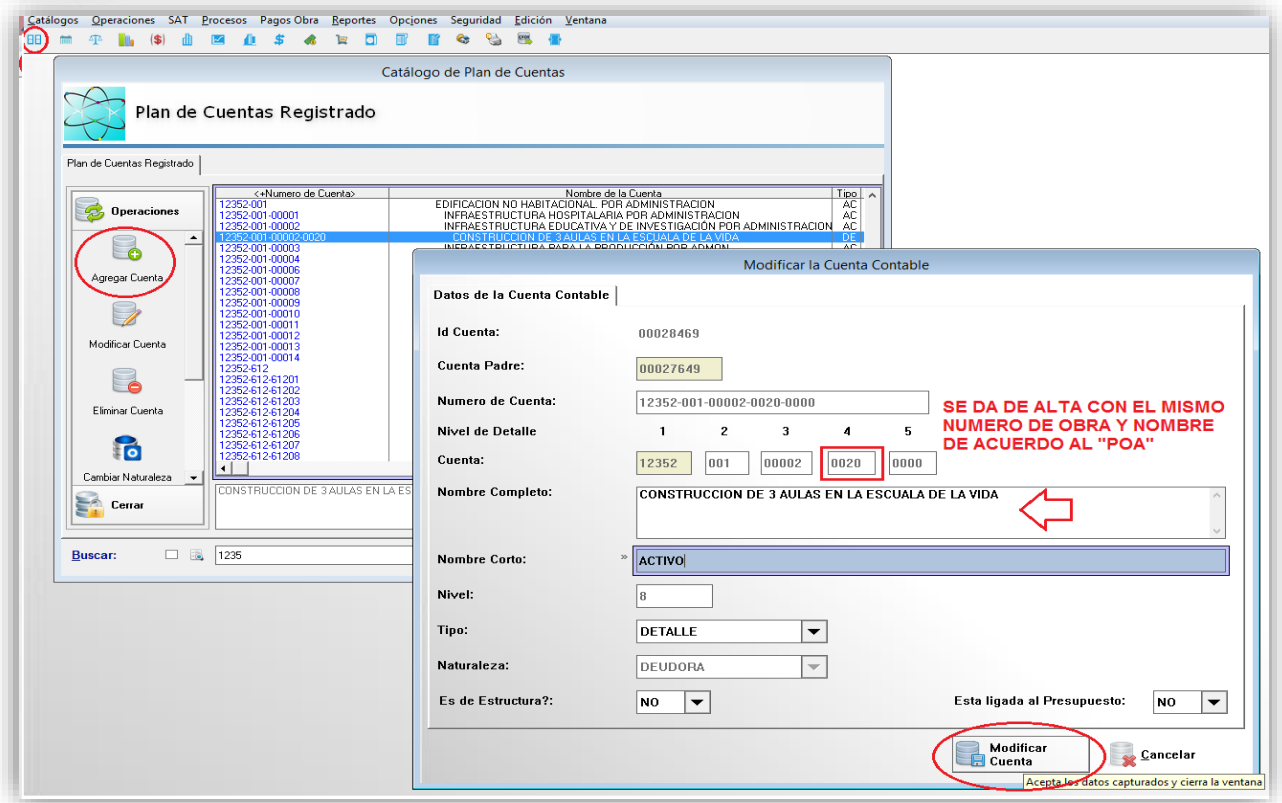 Catálogos Operaciones SAT Procesos Pagos Obra Reportes Opciones Seguridad Edición Ventana
Catálogo de Plan de Cuentas
Plan de Cuentas Registrado
Plan de Cuentas Registrado
Operaciones
Agregar Cuenta
Modificar Cuenta
Eliminar Cuenta
Cambiar Naturaleza
Cerrar
<+Numero de Cuenta> Nombre de la Cuenta Tipo
12352-001 EDIFICACION NO HABITACIONAL. POR ADMINISTRACION AC
12352-001-00001 INFRAESTRUCTURA HOSPITALARIA POR ADMINISTRACION AC
12352-001-00002 INFRAESTRUCTURA EDUCATIVA Y DE INVESTIGACIÓN POR ADMINISTRACION AC
12352-001-00002-0020 CONSTRUCCION DE 3 AULAS EN LA ESCUALA DE LA VIDA DE
12352-001-00003 INFRAESTRUCTURA PARA LA PRODUCCIÓN POR ADMON AC
12352-001-00004
12352-001-00006
12352-001-00007
12352-001-00008
12352-001-00009
12352-001-00010
12352-001-00011
12352-001-00012
12352-001-00013
12352-001-00014
12352-612
12352-612-61201
12352-612-61202
12352-612-61203
12352-612-61204
12352-612-61205
12352-612-61206
12352-612-61207
12352-612-61208
CONSTRUCCION DE 3 AULAS EN LA ES
Buscar: 1235
Modificar la Cuenta Contable
Datos de la Cuenta Contable
Id Cuenta: 00028469
Cuenta Padre: 00027649
Numero de Cuenta: 12352-001-00002-0020-0000
Nivel de Detalle 1 2 3 4 5
Cuenta: 12352 001 00002 0020 0000
Nombre Completo: CONSTRUCCION DE 3 AULAS EN LA ESCUALA DE LA VIDA
Nombre Corto: » ACTIVO
Nivel: 8
Tipo: DETALLE
Naturaleza: DEUDORA
Es de Estructura?: NO Esta ligada al Presupuesto: NO
SE DA DE ALTA CON EL MISMO
NUMERO DE OBRA Y NOMBRE
DE ACUERDO AL "POA"
Modificar
Cuenta
Cancelar
Acepta los datos capturados y cierra la ventana